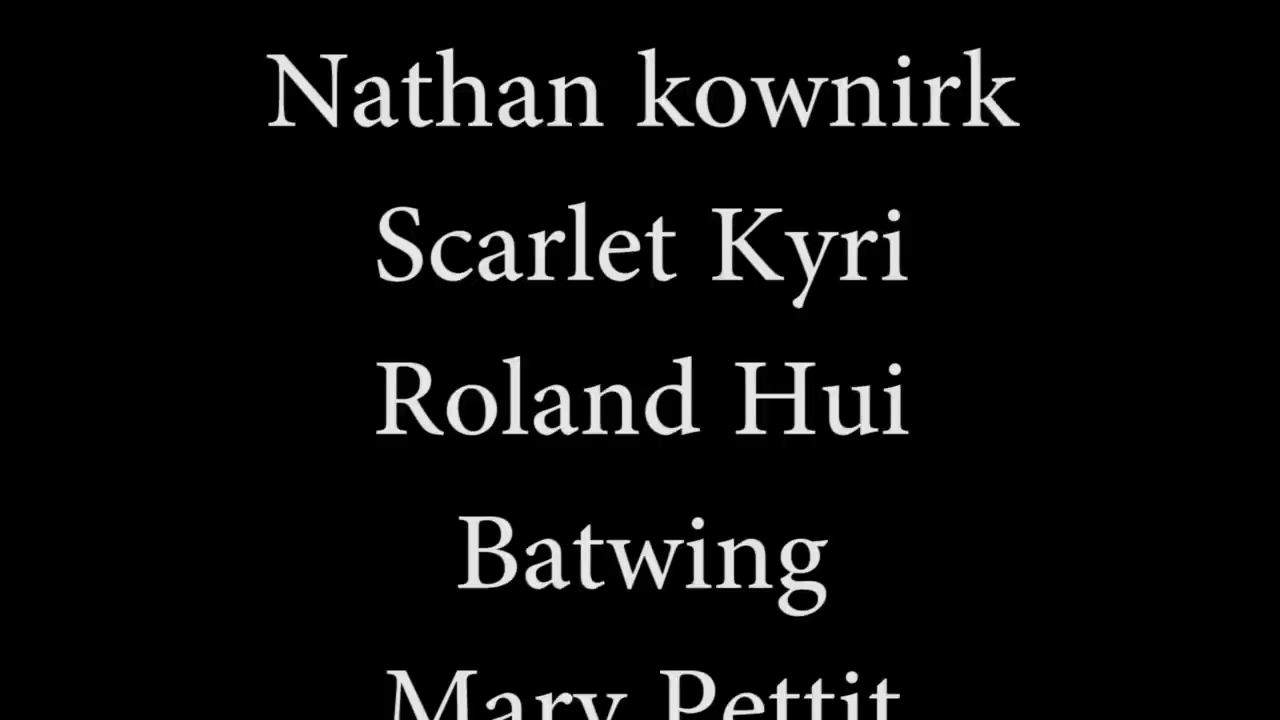 Nathan kownirk
Scarlet Kyri
Roland Hui
Batwing
Mary Pettit